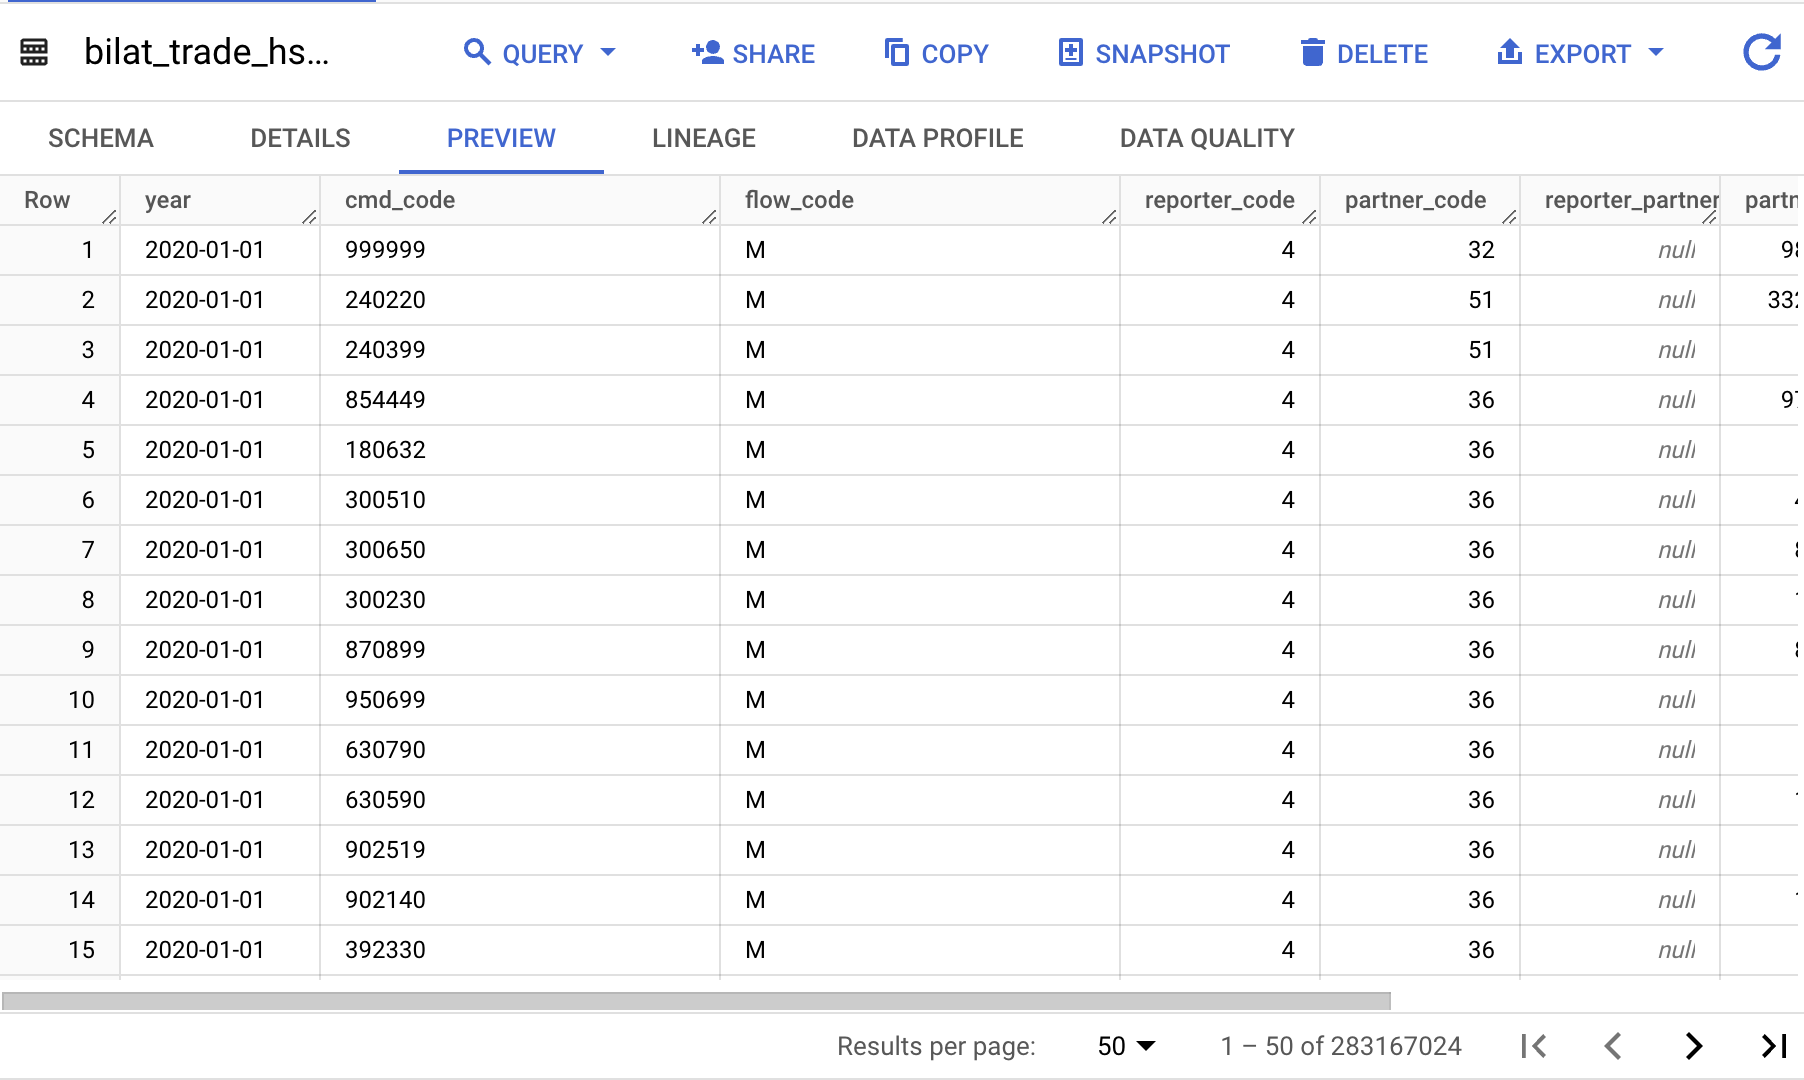 bilat_trade_hs... QUERY SHARE COPY SNAPSHOT DELETE EXPORT
SCHEMA DETAILS PREVIEW LINEAGE DATA PROFILE DATA QUALITY
Row year cmd_code flow_code reporter_code partner_code reporter_partner partn
1 2020-01-01 999999 M 4 32 null
2 2020-01-01 240220 M 4 51 null
3 2020-01-01 240399 M 4 51 null
4 2020-01-01 854449 M 4 36 null
5 2020-01-01 180632 M 4 36 null
6 2020-01-01 300510 M 4 36 null
7 2020-01-01 300650 M 4 36 null
8 2020-01-01 300230 M 4 36 null
9 2020-01-01 870899 M 4 36 null
10 2020-01-01 950699 M 4 36 null
11 2020-01-01 630790 M 4 36 null
12 2020-01-01 630590 M 4 36 null
13 2020-01-01 902519 M 4 36 null
14 2020-01-01 902140 M 4 36 null
15 2020-01-01 392330 M 4 36 null
Results per page: 50 1 – 50 of 283167024